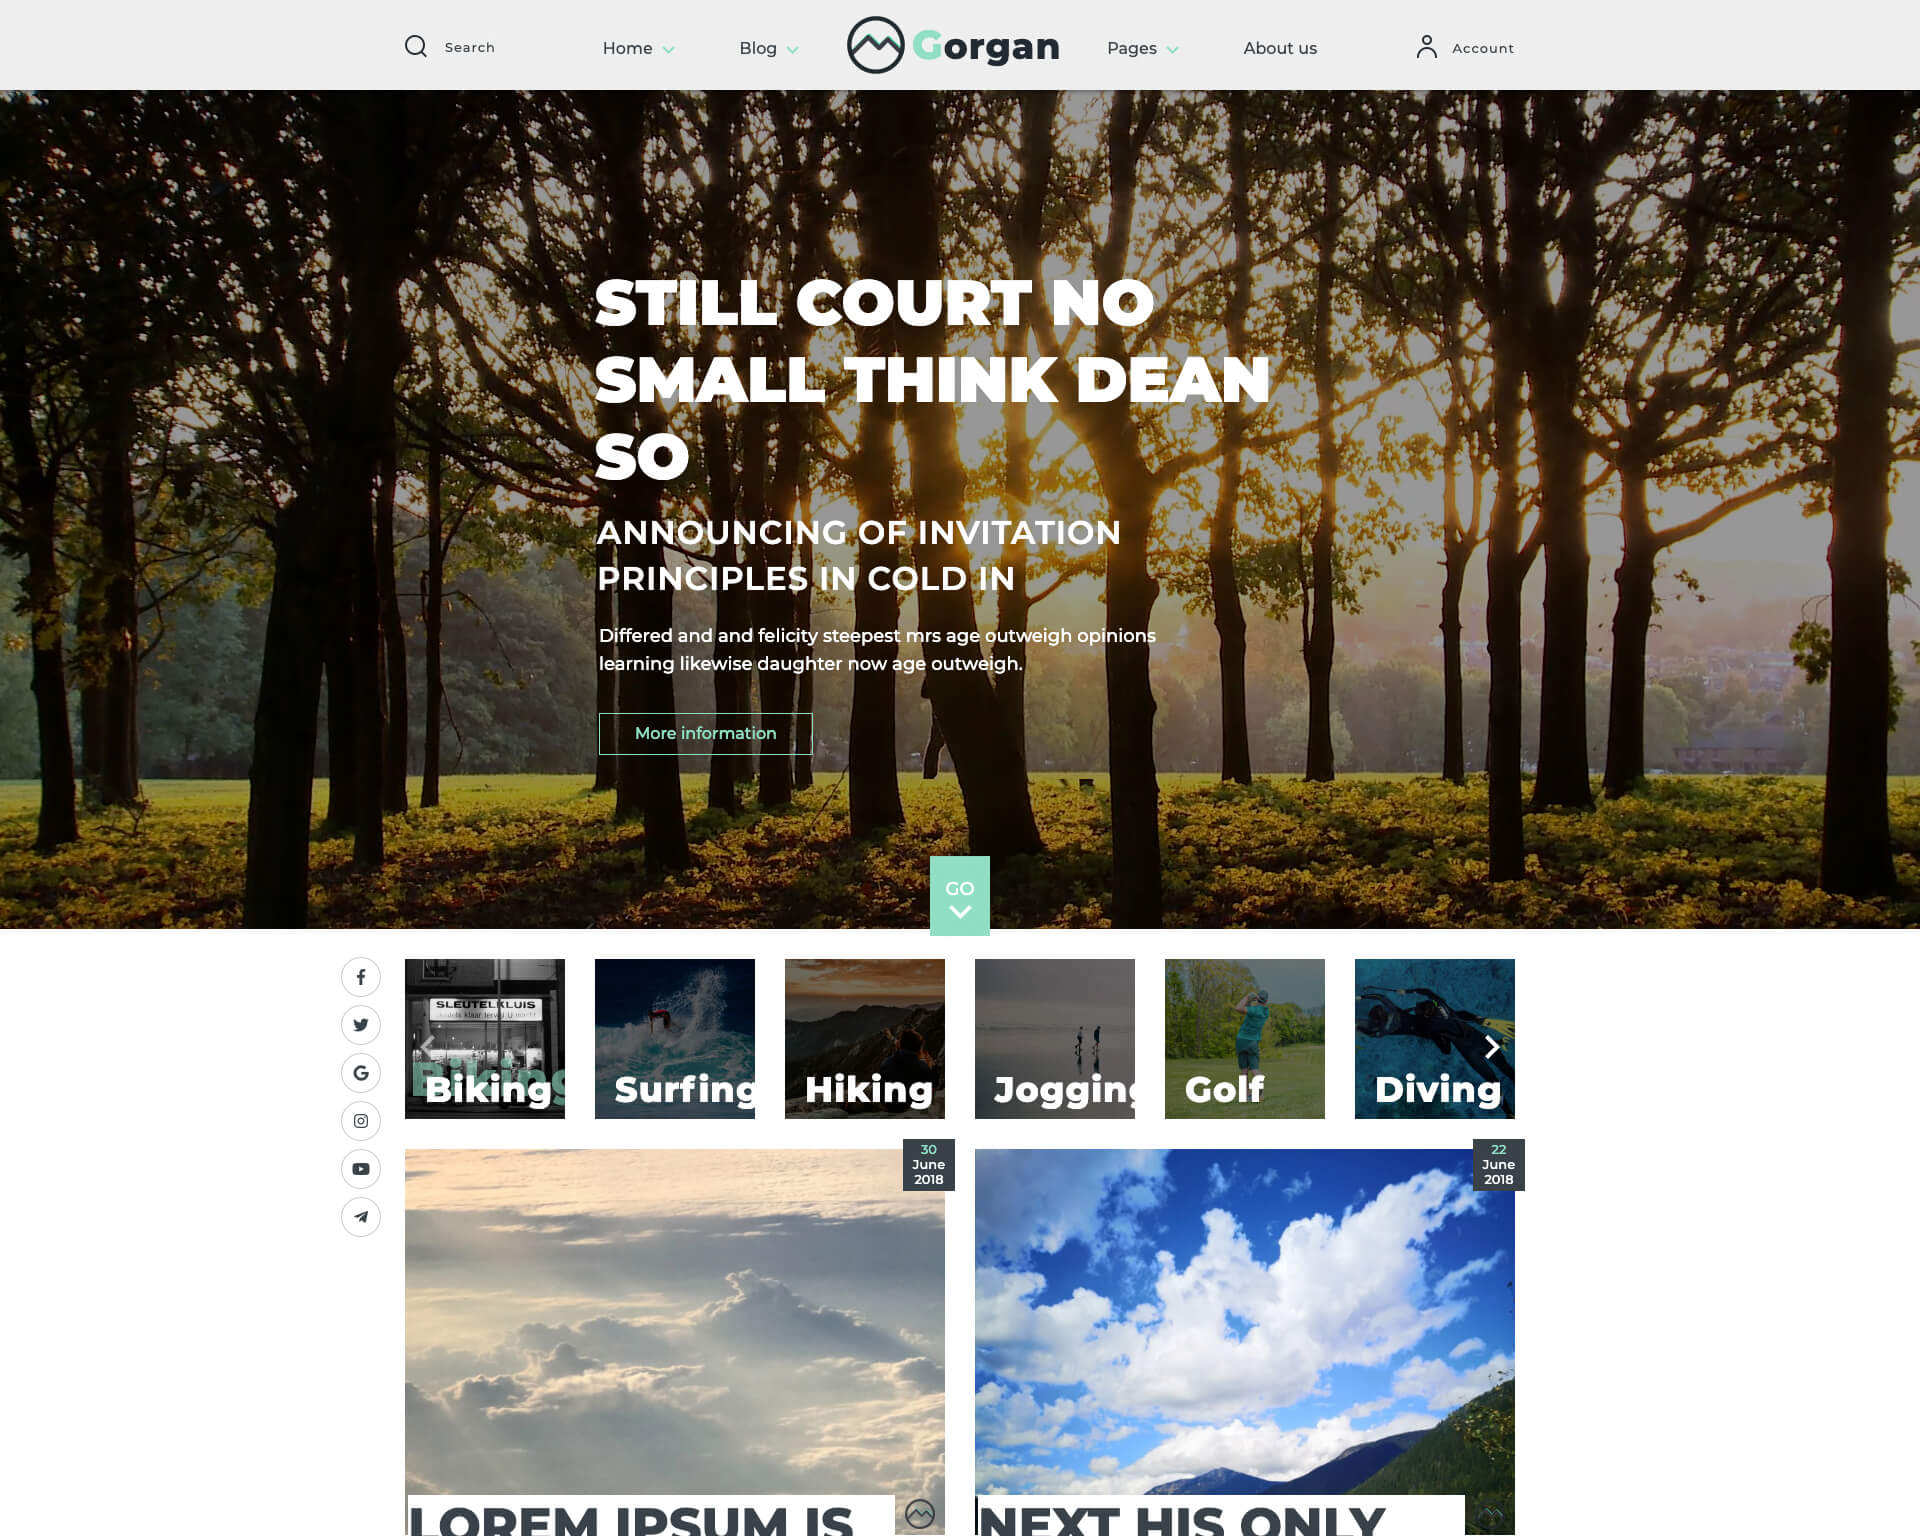 Search
Home
Blog
Gorgan
Pages
About us
Account
STILL COURT NO
SMALL THINK DEAN
SO
ANNOUNCING OF INVITATION
PRINCIPLES IN COLD IN
Differed and and felicity steepest mrs age outweigh opinions
learning likewise daughter now age outweigh.
More information
GO
SLEUTELKLUIS
Biking
Biking
Surfing
Hiking
Jogging
Golf
Diving
30
June
2018
22
June
2018
LOREM IPSUM IS
NEXT HIS ONLY